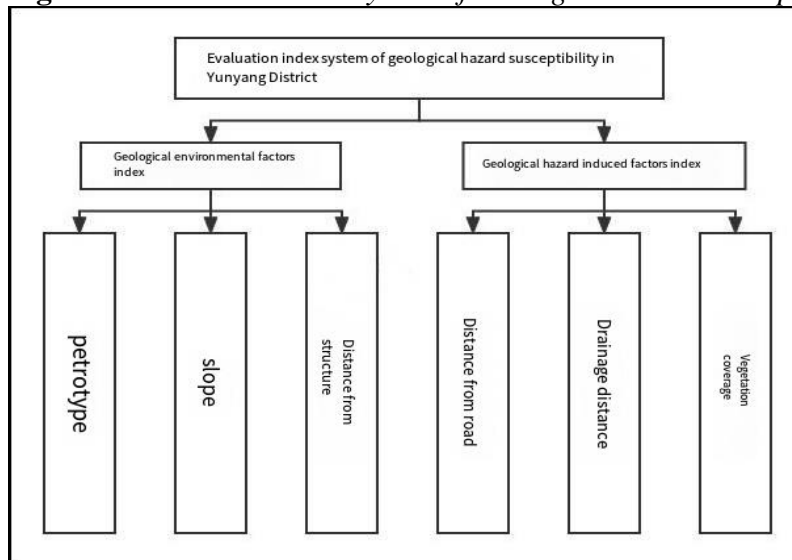 Evaluation index system of geological hazard susceptibility in
Yunyang District
Geological environmental factors
index
Geological hazard induced factors index
petrotype
slope
Distance from
structure
Distance from road
Drainage distance
Vegetation
coverage